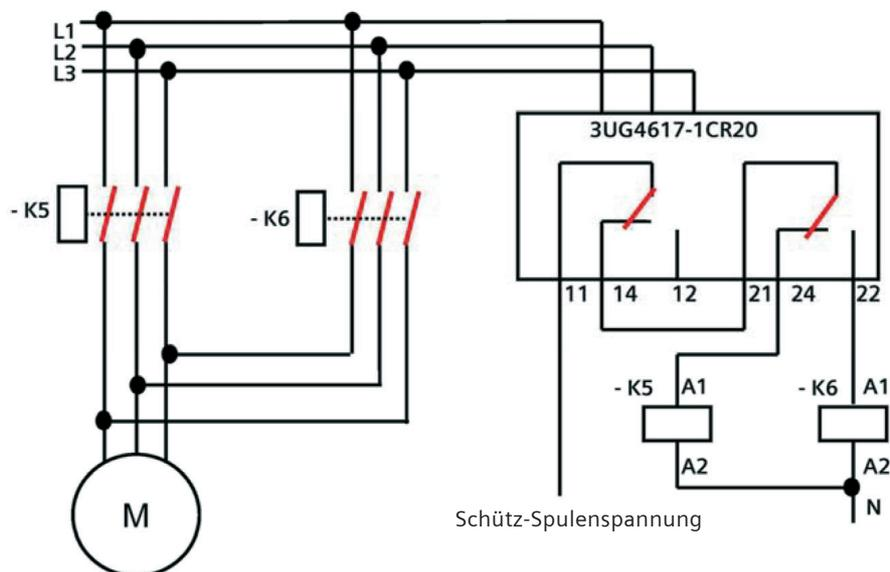 L1
L2
L3
3UG4617-1CR20
- K5
- K6
11 14 12 21 24 22
- K5 A1 - K6 A1
A2 A2
N
M
Schütz-Spulenspannung